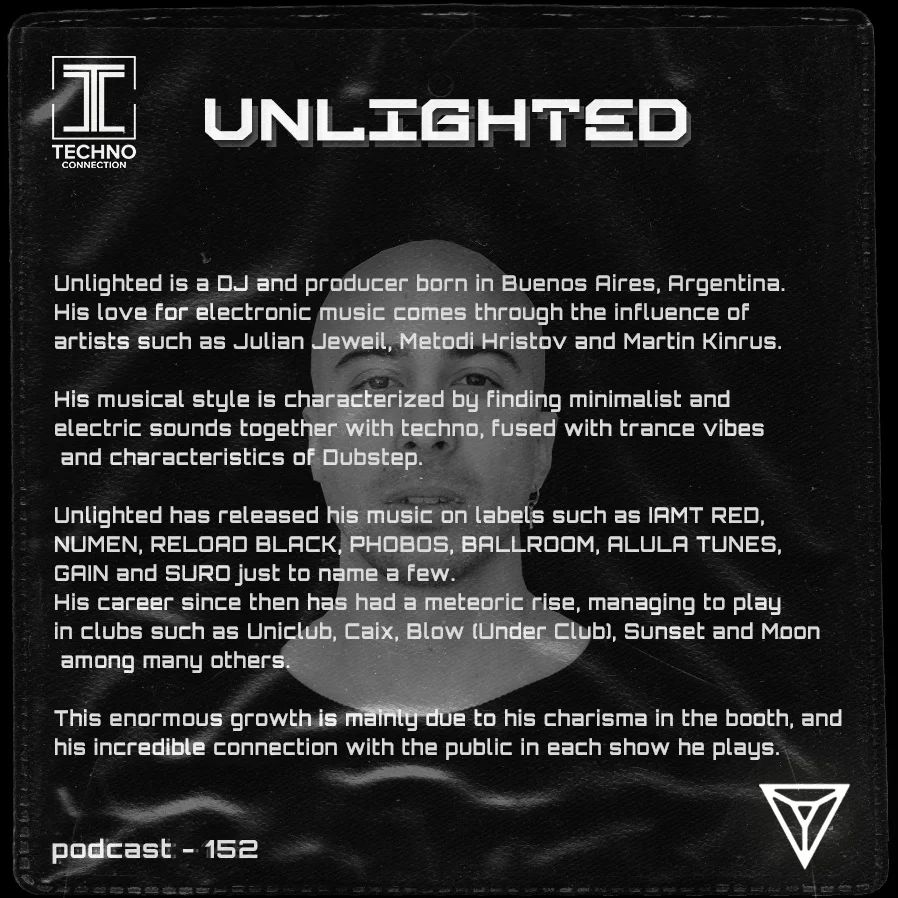 TECHNO
CONNECTION
UNLIGHTED
Unlighted is a DJ and producer born in Buenos Aires, Argentina.
His love for electronic music comes through the influence of
artists such as Julian Jeweil, Metodi Hristov and Martin Kinrus.
His musical style is characterized by finding minimalist and
electric sounds together with techno, fused with trance vibes
and characteristics of Dubstep.
Unlighted has released his music on labels such as IAMT RED,
NUMEN, RELOAD BLACK, PHOBOS, BALLROOM, ALULA TUNES,
GAIN and SURO just to name a few.
His career since then has had a meteoric rise, managing to play
in clubs such as Uniclub, Caix, Blow (Under Club), Sunset and Moon
among many others.
This enormous growth is mainly due to his charisma in the booth, and
his incredible connection with the public in each show he plays.
podcast - 152